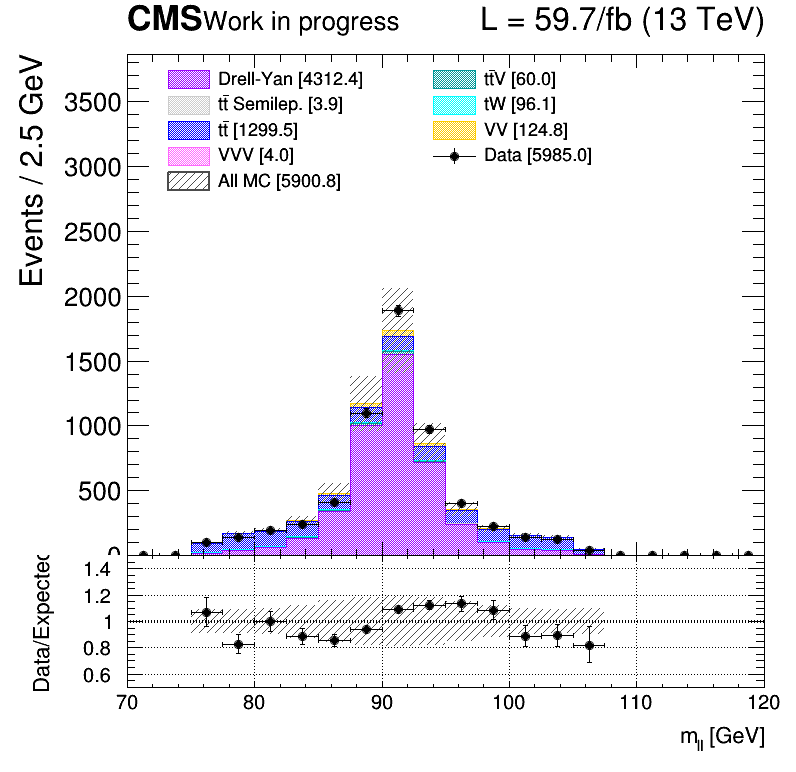 CMS Work in progress L = 59.7/fb (13 TeV)
Events / 2.5 GeV
Drell-Yan [4312.4]
tt̄ Semilep. [3.9]
tt̄ [1299.5]
VVV [4.0]
All MC [5900.8]
tt̄V [60.0]
tW [96.1]
VV [124.8]
Data [5985.0]
3500
3000
2500
2000
1500
1000
500
0
Data/Expected
1.4
1.2
1
0.8
0.6
70 80 90 100 110 120
m_ll [GeV]